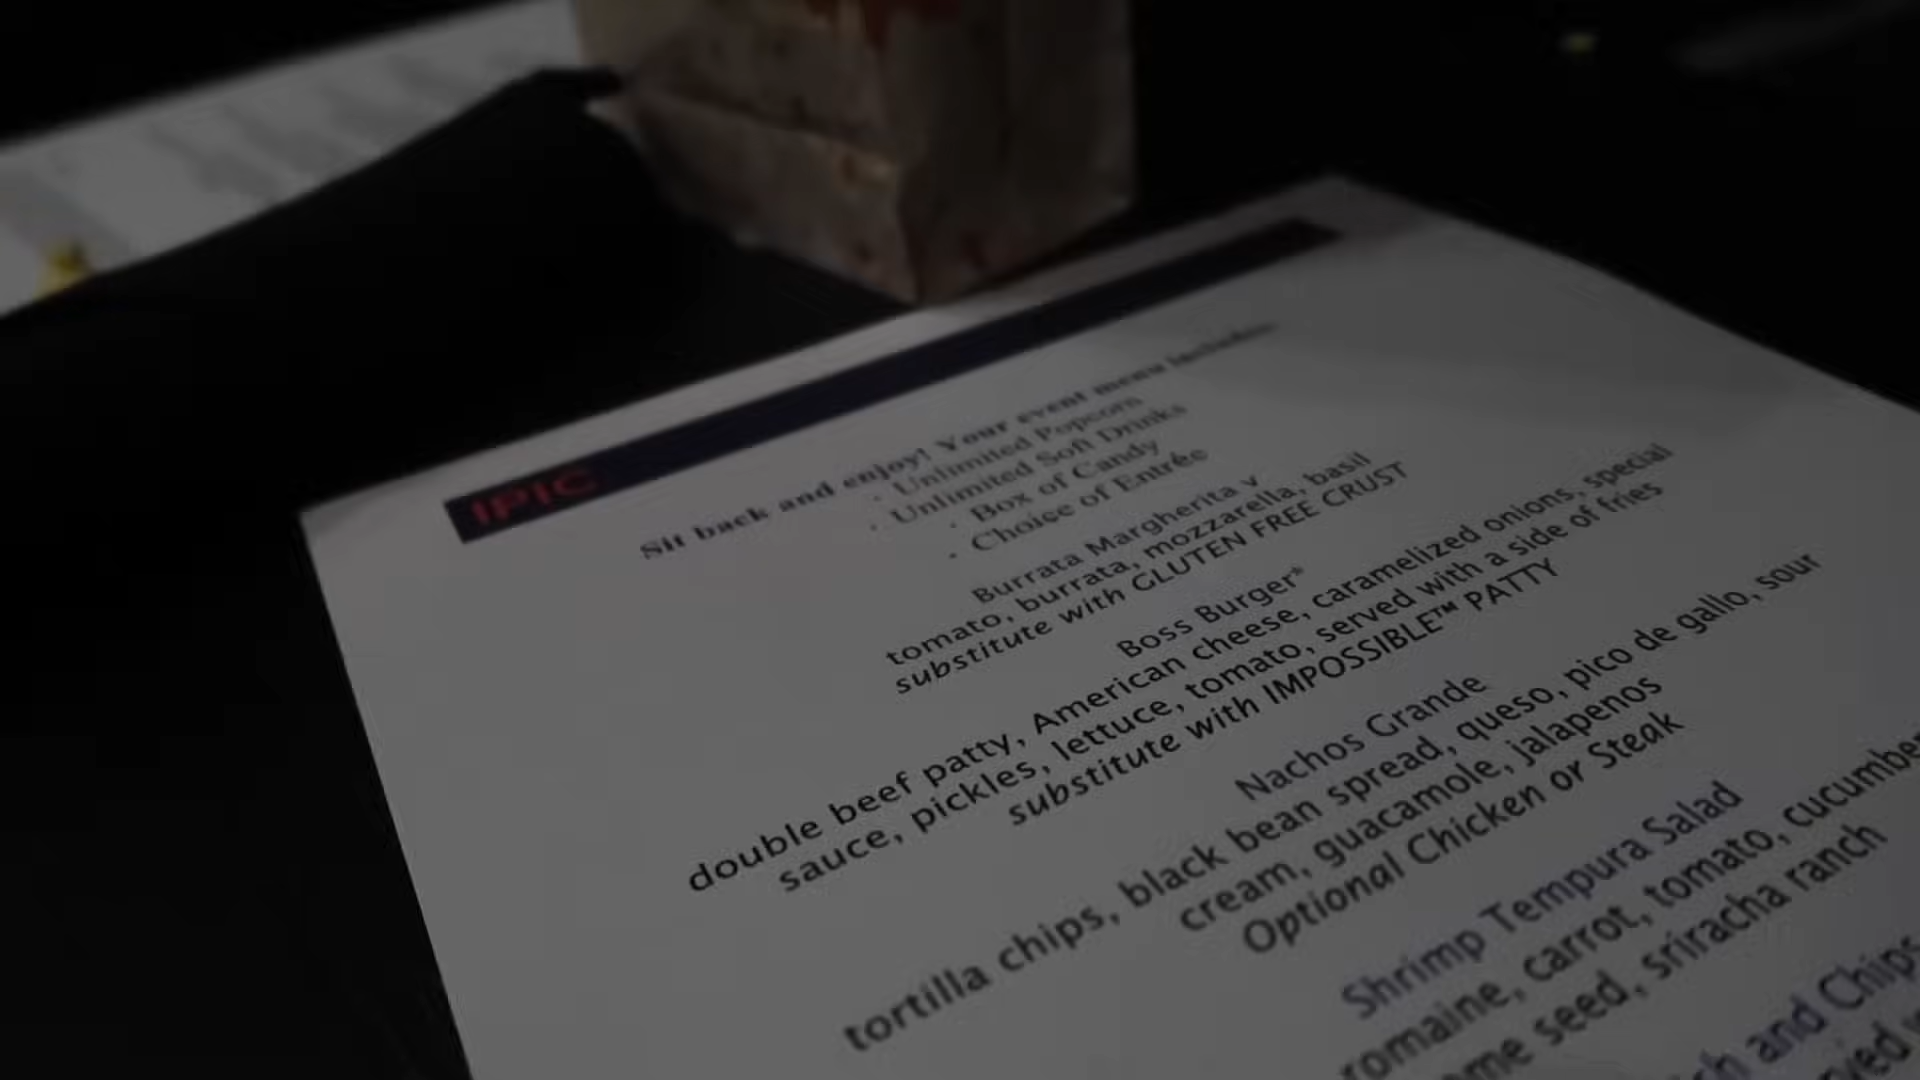 IPIC
Sit back and enjoy! Your event menu includes:
· Unlimited Popcorn
· Unlimited Soft Drinks
· Box of Candy
· Choice of Entrée
Burrata Margherita v
tomato, burrata, mozzarella, basil
substitute with GLUTEN FREE CRUST
Boss Burger*
double beef patty, American cheese, caramelized onions, special
sauce, pickles, lettuce, tomato, served with a side of fries
substitute with IMPOSSIBLE™ PATTY
Nachos Grande
tortilla chips, black bean spread, queso, pico de gallo, sour
cream, guacamole, jalapenos
Optional Chicken or Steak
Shrimp Tempura Salad
romaine, carrot, tomato, cucumber
seed, sriracha ranch
and Chips